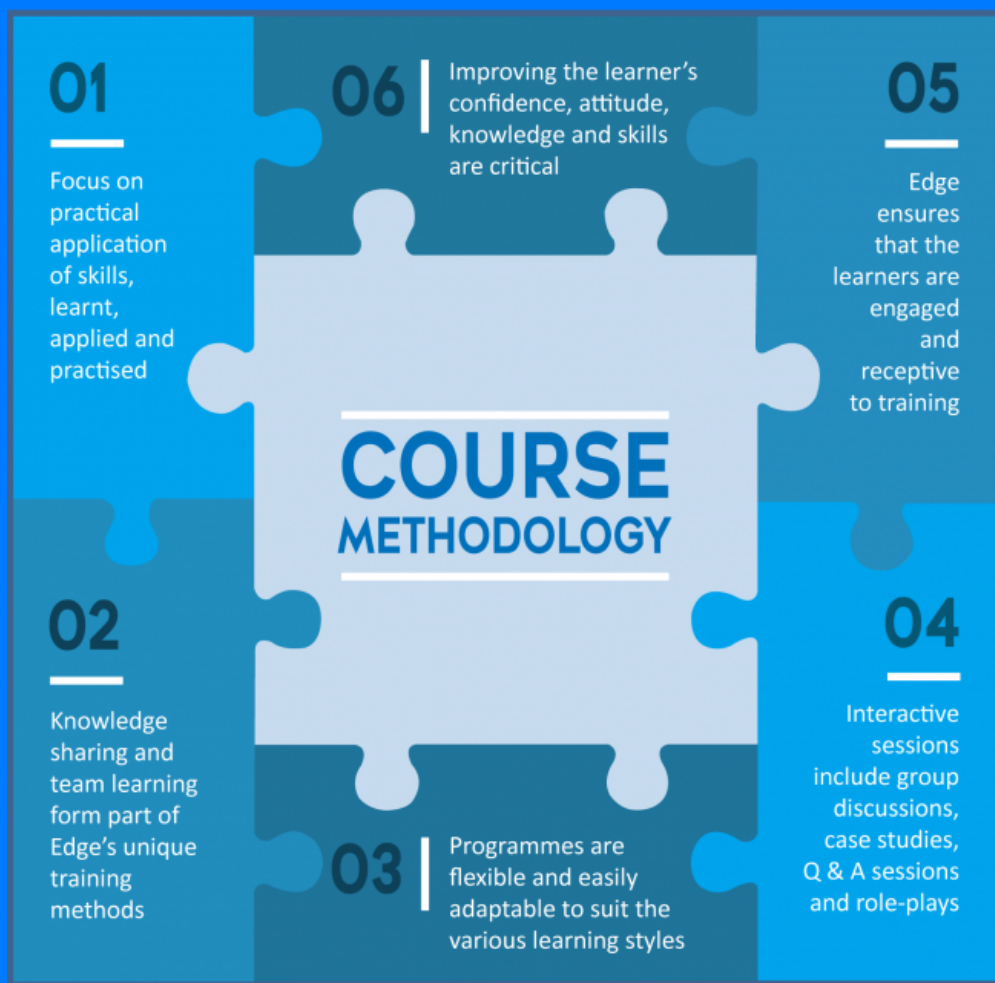 01
Focus on
practical
application
of skills,
learnt,
applied and
practised
06
Improving the learner’s
confidence, attitude,
knowledge and skills
are critical
05
Edge
ensures
that the
learners are
engaged
and
receptive
to training
COURSE
METHODOLOGY
02
Knowledge
sharing and
team learning
form part of
Edge’s unique
training
methods
03
Programmes are
flexible and easily
adaptable to suit the
various learning styles
04
Interactive
sessions
include group
discussions,
case studies,
Q & A sessions
and role-plays